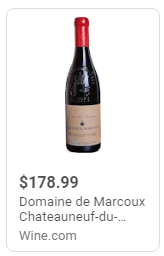 $178.99
Domaine de Marcoux
Chateauneuf-du-...
Wine.com